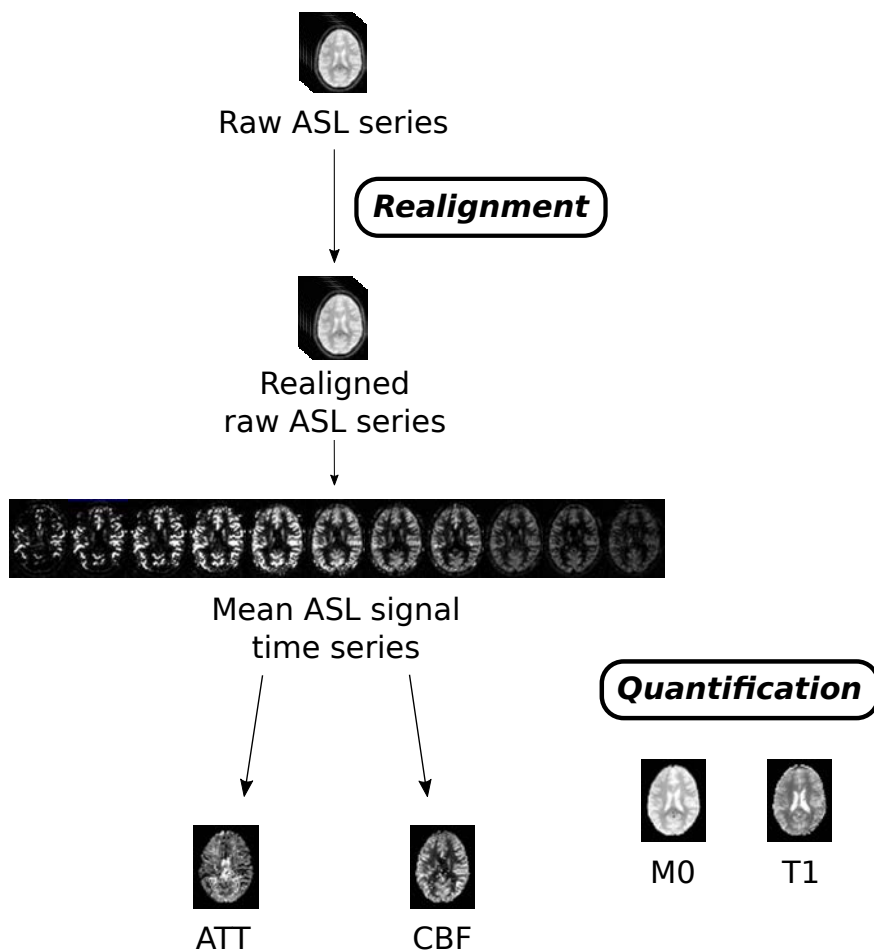 Raw ASL series
Realignment
Realigned
raw ASL series
Mean ASL signal
time series
Quantification
M0
T1
ATT
CBF